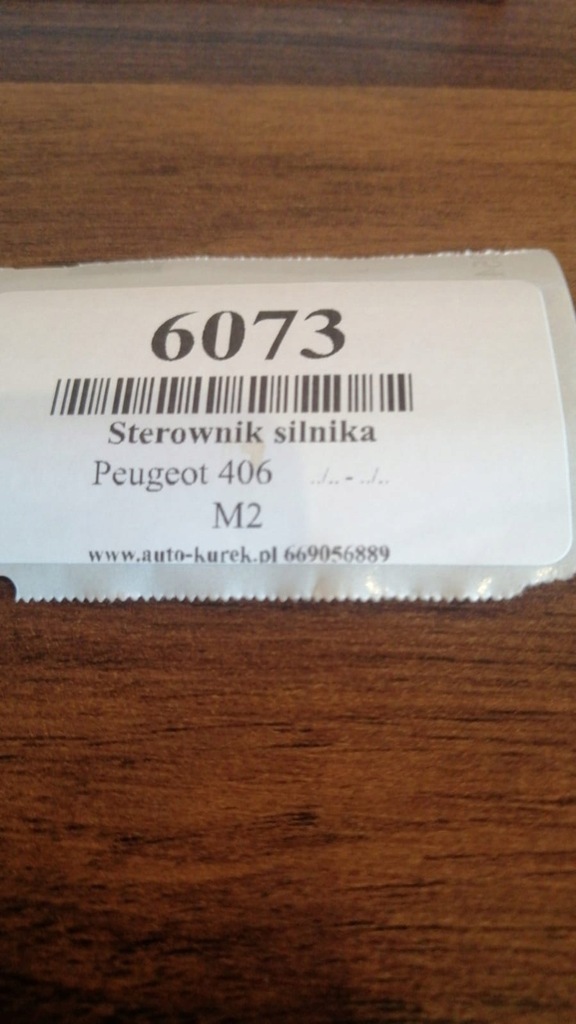 6073
Sterownik silnika
Peugeot 406 ../.. - ../..
M2
www.auto-kurek.pl 669056889